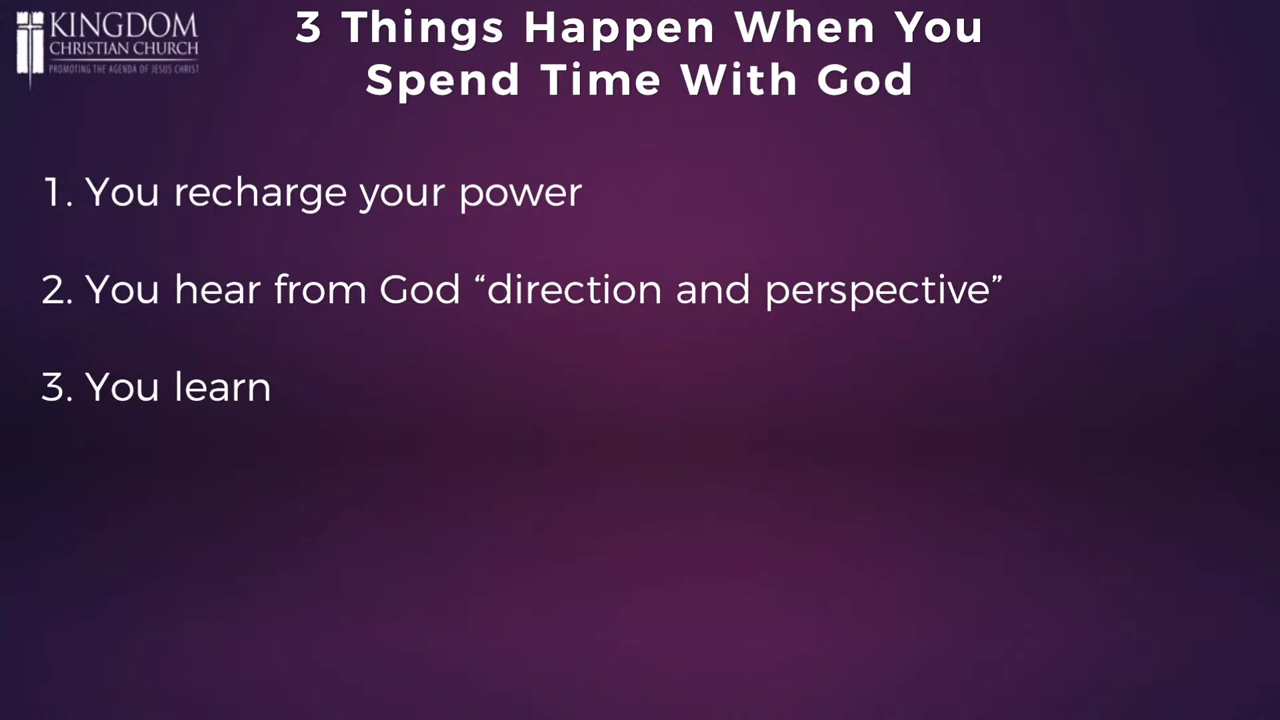 KINGDOM
CHRISTIAN CHURCH
PROMOTING THE AGENDA OF JESUS CHRIST
3 Things Happen When You
Spend Time With God
1. You recharge your power
2. You hear from God “direction and perspective”
3. You learn